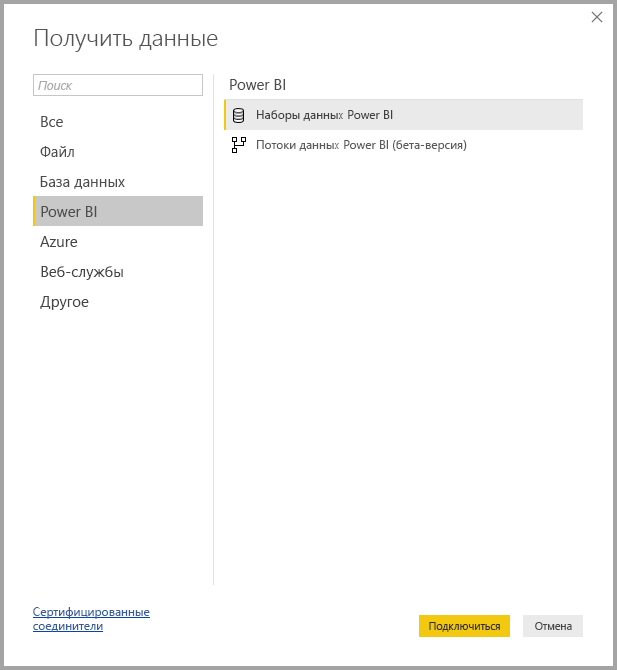 Получить данные
Поиск
Все
Файл
База данных
Power BI
Azure
Веб-службы
Другое
Power BI
Наборы данных Power BI
Потоки данных Power BI (бета-версия)
Сертифицированные
соединители
Подключиться
Отмена